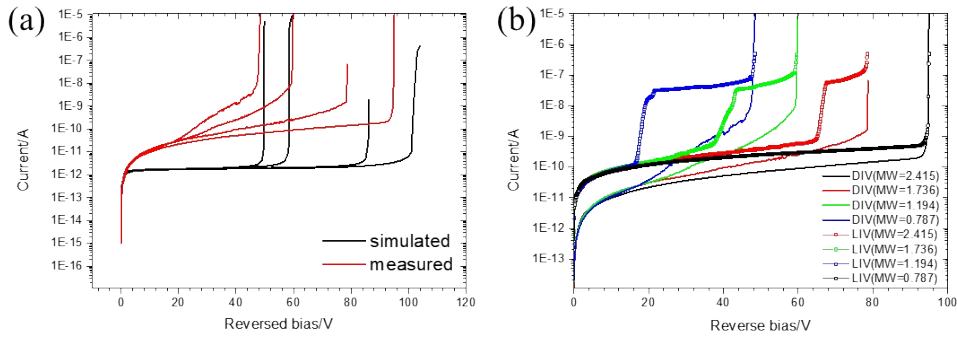 (a)
1E-5
1E-6
1E-7
1E-8
1E-9
1E-10
1E-11
1E-12
1E-13
1E-14
1E-15
1E-16
Current/A
0 20 40 60 80 100 120
Reversed bias/V
simulated
measured
(b)
1E-5
1E-6
1E-7
1E-8
1E-9
1E-10
1E-11
1E-12
1E-13
Current/A
0 20 40 60 80 100
Reverse bias/V
DIV(MW=2.415)
DIV(MW=1.736)
DIV(MW=1.194)
DIV(MW=0.787)
LIV(MW=2.415)
LIV(MW=1.736)
LIV(MW=1.194)
LIV(MW=0.787)